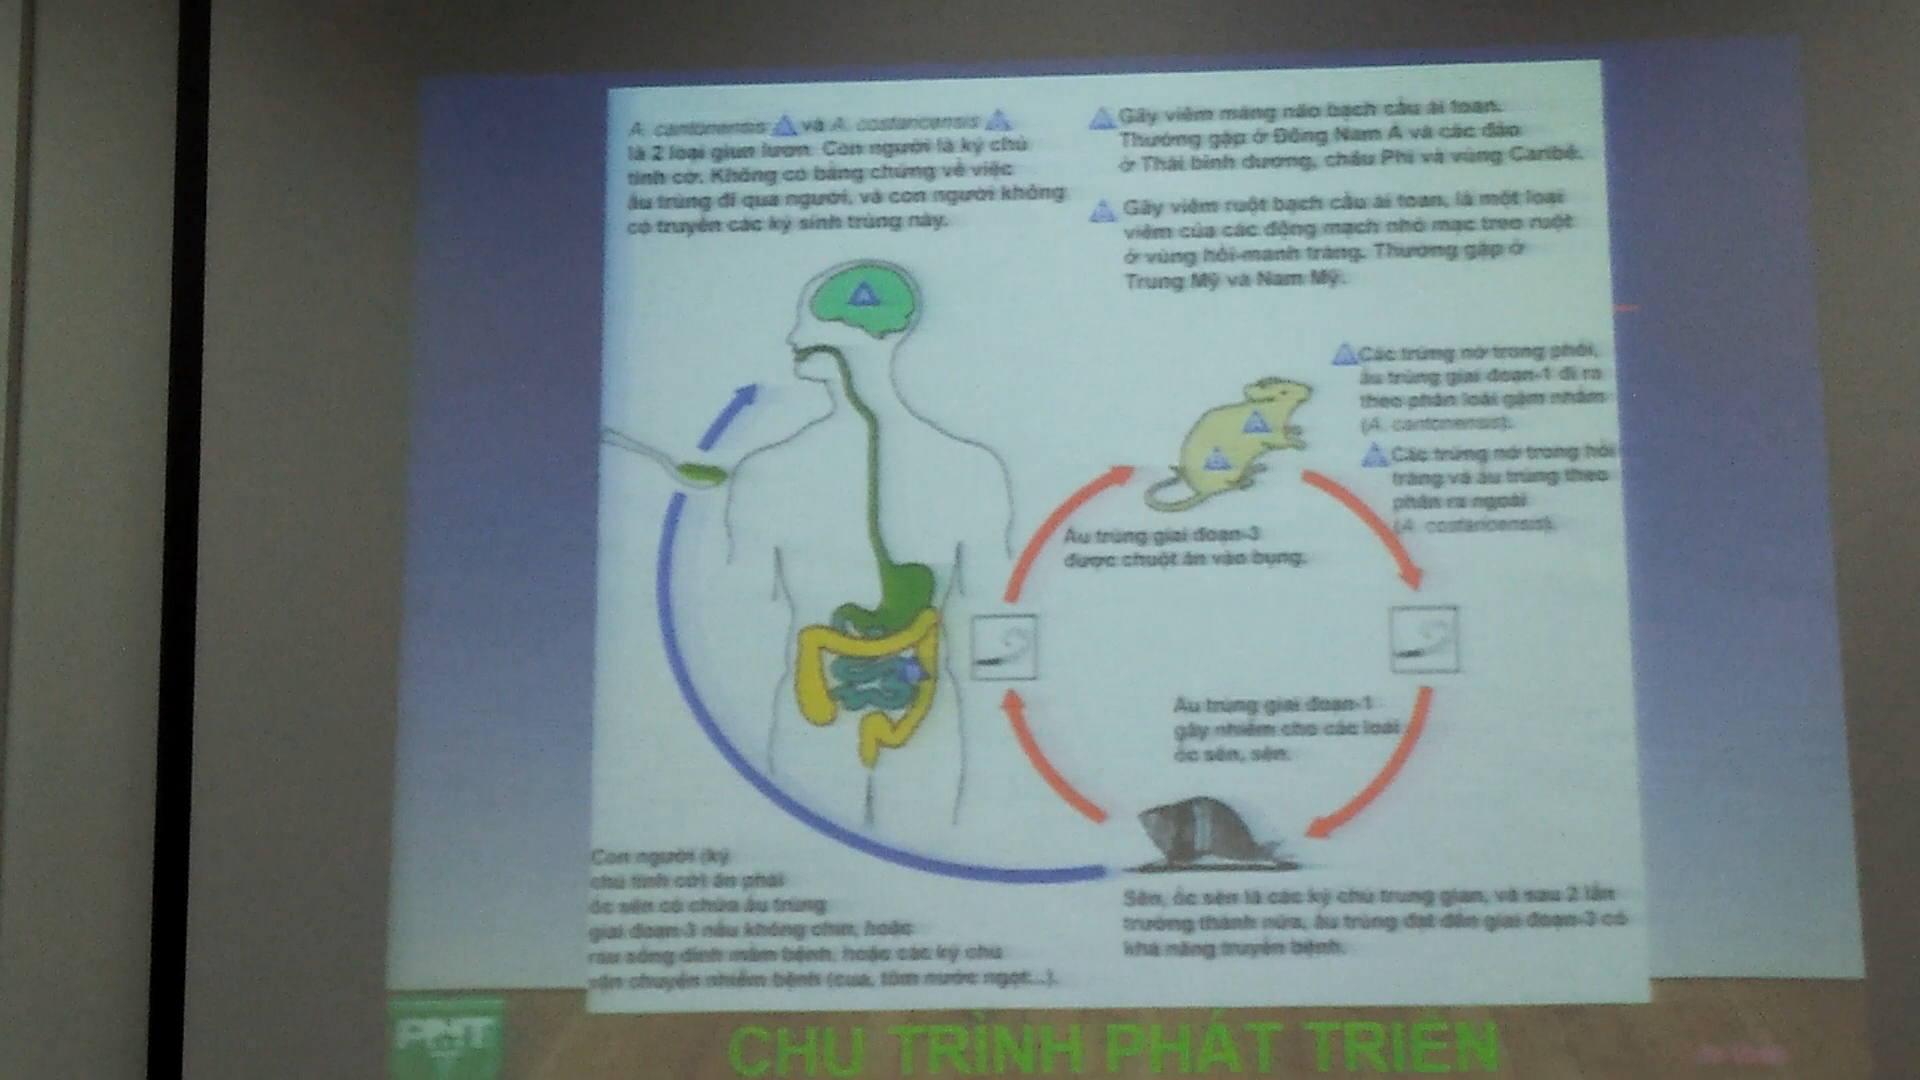 A. cantonensis và A. costaricensis
là 2 loại giun lươn. Con người là ký chủ
tình cờ. Không có bằng chứng về việc
ấu trùng đi qua người, và con người không
có truyền các ký sinh trùng này.
Gây viêm màng não bạch cầu ái toan.
Thường gặp ở Đông Nam Á và các đảo
ở Thái bình dương, châu Phi và vùng Caribê.
Gây viêm ruột bạch cầu ái toan, là một loại
viêm của các động mạch nhỏ mạc treo ruột
ở vùng hồi-manh tràng. Thương gặp ở
Trung Mỹ và Nam Mỹ.
Các trứng nở trong phổi,
ấu trùng giai đoạn-1 đi ra
theo phân loài gặm nhấm
(A. cantonensis).
Các trứng nở trong hồi
tràng và ấu trùng theo
phân ra ngoài
(A. costaricensis).
Ấu trùng giai đoạn-3
được chuột ăn vào bụng.
Ấu trùng giai đoạn-1
gây nhiễm cho các loài
ốc sên, sên.
Con người (ký
chủ tình cờ) ăn phải
ốc sên có chứa ấu trùng
giai đoạn-3 nấu không chín, hoặc
rau sống dính mầm bệnh, hoặc các ký chủ
vận chuyển nhiễm bệnh (cua, tôm nước ngọt...).
Sên, ốc sên là các ký chủ trung gian, và sau 2 lần
trưởng thành nữa, ấu trùng đạt đến giai đoạn-3 có
khả năng truyền bệnh.
PNT
CHU TRÌNH PHÁT TRIỂN